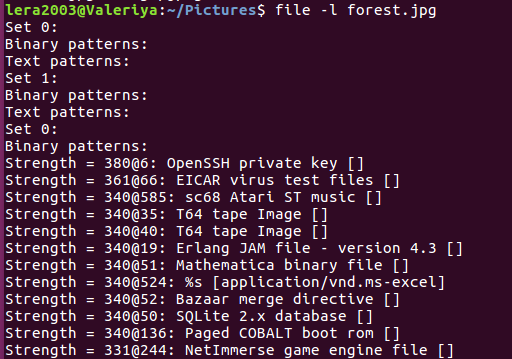 lera2003@Valeriya:~/Pictures$ file -l forest.jpg
Set 0:
Binary patterns:
Text patterns:
Set 1:
Binary patterns:
Text patterns:
Set 0:
Binary patterns:
Strength = 380@6: OpenSSH private key []
Strength = 361@66: EICAR virus test files []
Strength = 340@585: sc68 Atari ST music []
Strength = 340@35: T64 tape Image []
Strength = 340@40: T64 tape Image []
Strength = 340@19: Erlang JAM file - version 4.3 []
Strength = 340@51: Mathematica binary file []
Strength = 340@524: %s [application/vnd.ms-excel]
Strength = 340@52: Bazaar merge directive []
Strength = 340@50: SQLite 2.x database []
Strength = 340@136: Paged COBALT boot rom []
Strength = 331@244: NetImmerse game engine file []